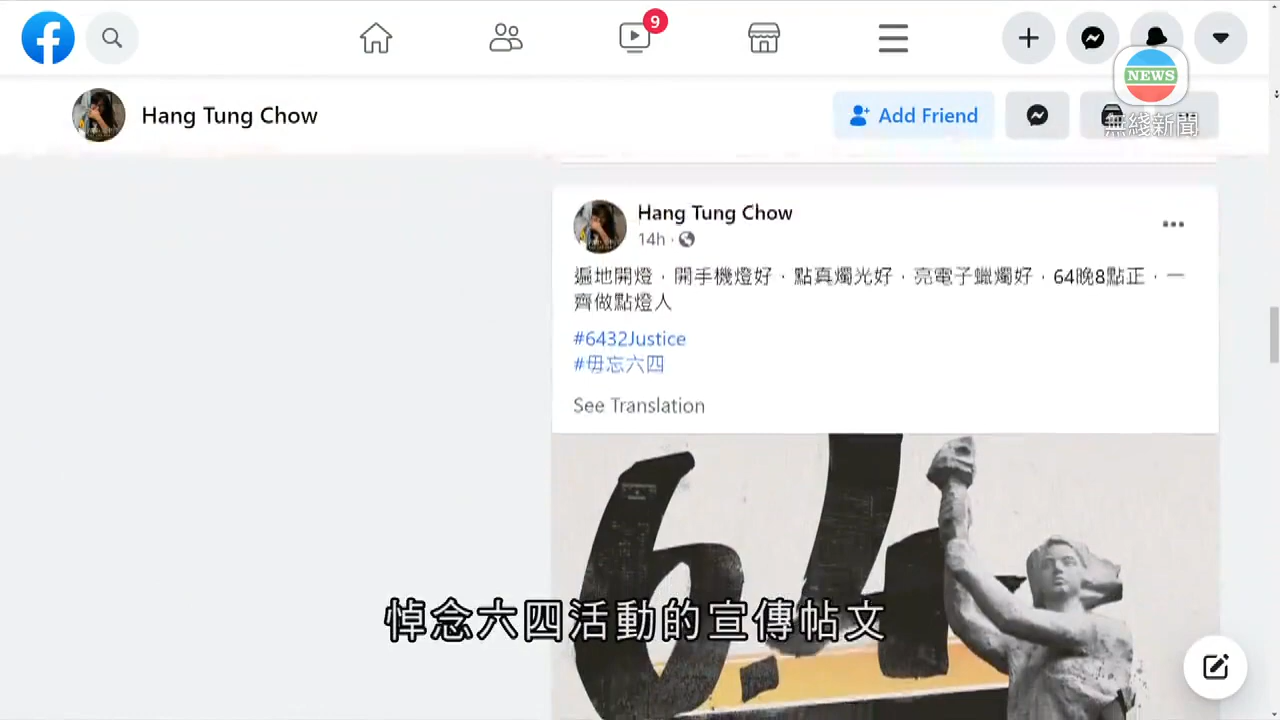 9
NEWS
無綫新聞
Hang Tung Chow
Add Friend
Hang Tung Chow
14h ·
遍地開燈，開手機燈好，點真燭光好，亮電子蠟燭好，64晚8點正，一
齊做點燈人
#6432Justice
#毋忘六四
See Translation
6.4
悼念六四活動的宣傳帖文